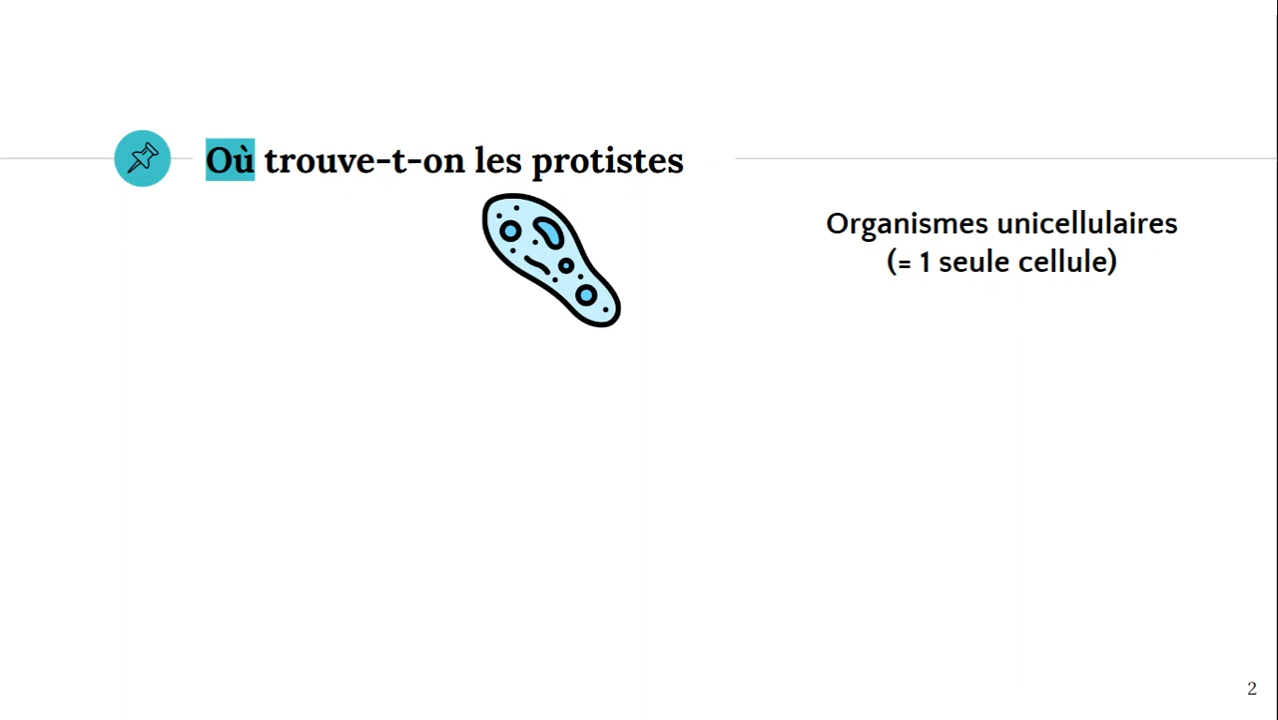 Où trouve-t-on les protistes
Organismes unicellulaires
(= 1 seule cellule)
2